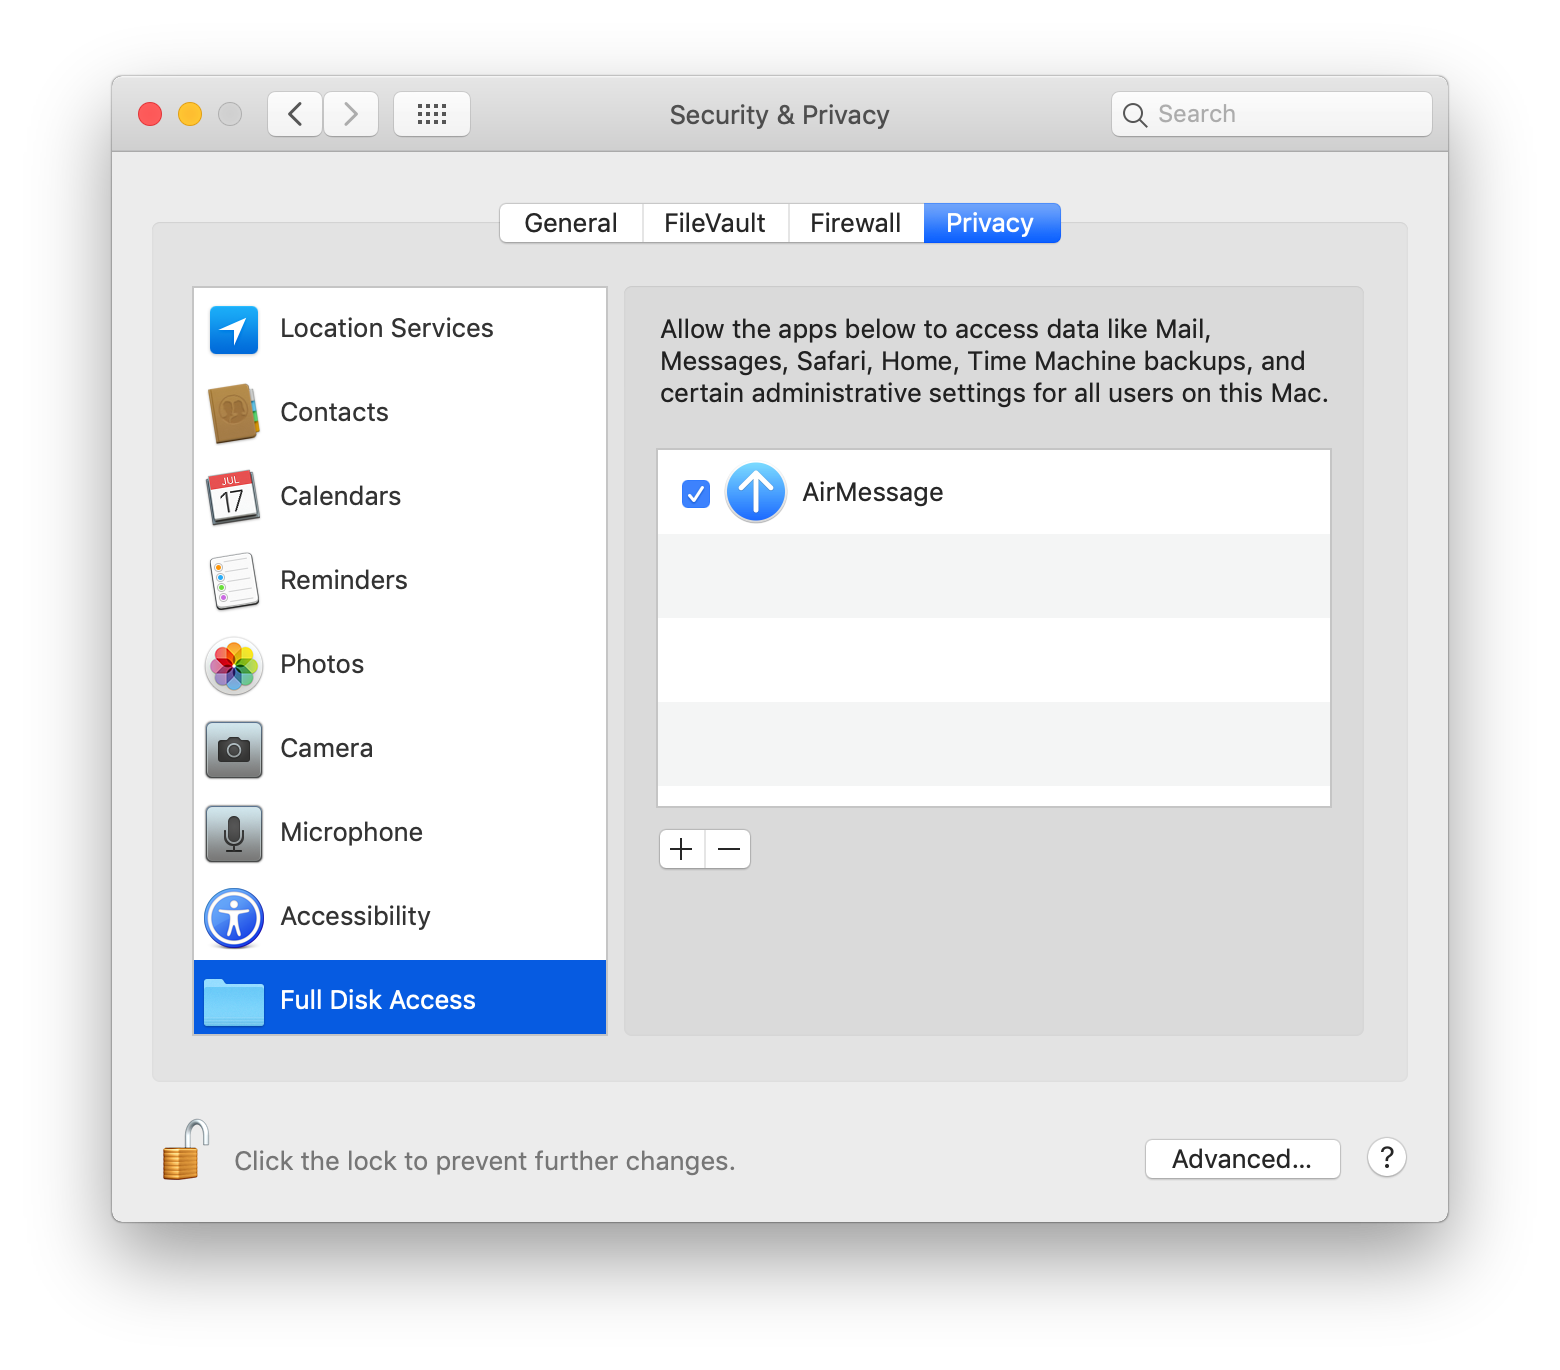 Security & Privacy
Search
General
FileVault
Firewall
Privacy
Location Services
Contacts
JUL
17
Calendars
Reminders
Photos
Camera
Microphone
Accessibility
Full Disk Access
Allow the apps below to access data like Mail,
Messages, Safari, Home, Time Machine backups, and
certain administrative settings for all users on this Mac.
AirMessage
Click the lock to prevent further changes.
Advanced...
?